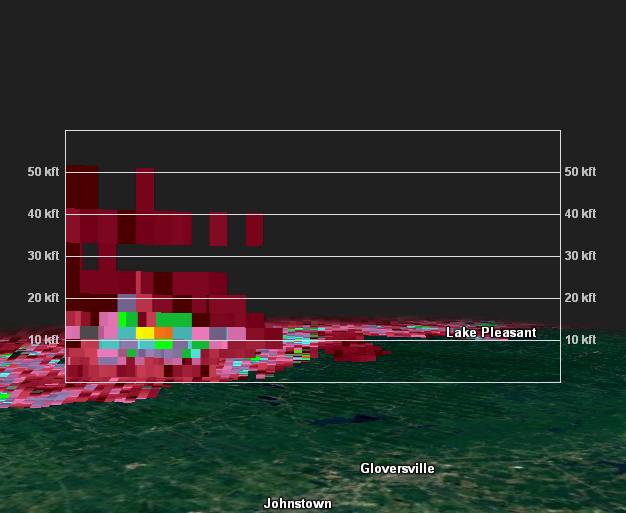 50 kft 50 kft
40 kft 40 kft
30 kft 30 kft
20 kft 20 kft
Lake Pleasant
10 kft 10 kft
Gloversville
Johnstown